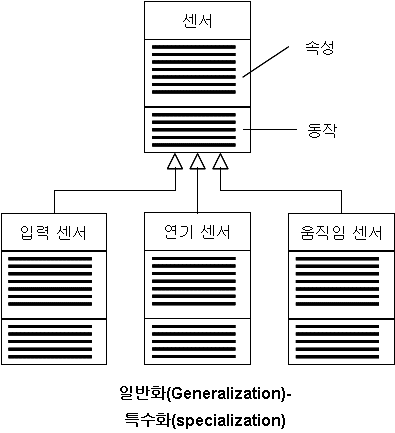 센서
속성
동작
입력 센서
연기 센서
움직임 센서
일반화(Generalization)-
특수화(specialization)